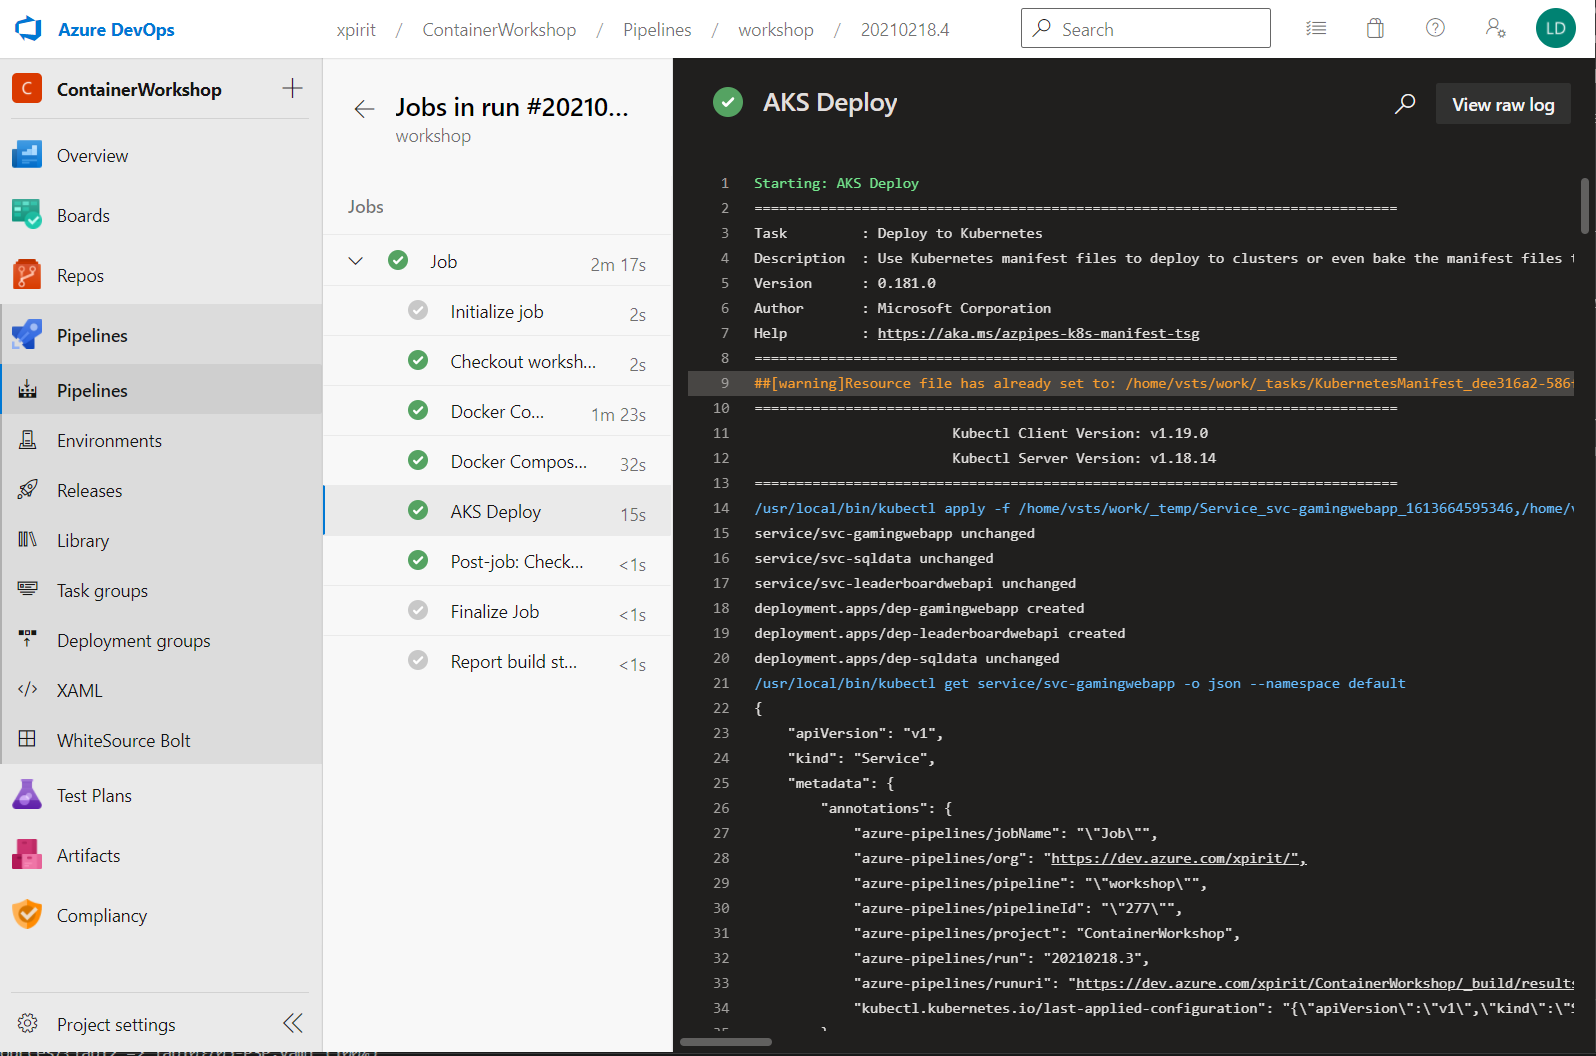 Azure DevOps
xpirit / ContainerWorkshop / Pipelines / workshop / 20210218.4
Search
LD
C ContainerWorkshop
Overview
Boards
Repos
Pipelines
Pipelines
Environments
Releases
Library
Task groups
Deployment groups
XAML
WhiteSource Bolt
Test Plans
Artifacts
Compliancy
Project settings
Jobs in run #20210...
workshop
Jobs
Job 2m 17s
Initialize job 2s
Checkout worksh... 2s
Docker Co... 1m 23s
Docker Compos... 32s
AKS Deploy 15s
Post-job: Check... <1s
Finalize Job <1s
Report build st... <1s
AKS Deploy
View raw log
1 Starting: AKS Deploy
2 ==============================================================================
3 Task : Deploy to Kubernetes
4 Description : Use Kubernetes manifest files to deploy to clusters or even bake the manifest files
5 Version : 0.181.0
6 Author : Microsoft Corporation
7 Help : https://aka.ms/azpipes-k8s-manifest-tsg
8 ==============================================================================
9 ##[warning]Resource file has already set to: /home/vsts/work/_tasks/KubernetesManifest_dee316a2-586
10 ==============================================================================
11 Kubectl Client Version: v1.19.0
12 Kubectl Server Version: v1.18.14
13 ==============================================================================
14 /usr/local/bin/kubectl apply -f /home/vsts/work/_temp/Service_svc-gamingwebapp_1613664595346,/home/
15 service/svc-gamingwebapp unchanged
16 service/svc-sqldata unchanged
17 service/svc-leaderboardwebapi unchanged
18 deployment.apps/dep-gamingwebapp created
19 deployment.apps/dep-leaderboardwebapi created
20 deployment.apps/dep-sqldata unchanged
21 /usr/local/bin/kubectl get service/svc-gamingwebapp -o json --namespace default
22 {
23 "apiVersion": "v1",
24 "kind": "Service",
25 "metadata": {
26 "annotations": {
27 "azure-pipelines/jobName": "\"Job\"",
28 "azure-pipelines/org": "https://dev.azure.com/xpirit/",
29 "azure-pipelines/pipeline": "\"workshop\"",
30 "azure-pipelines/pipelineId": "\"277\"",
31 "azure-pipelines/project": "ContainerWorkshop",
32 "azure-pipelines/run": "20210218.3",
33 "azure-pipelines/runuri": "https://dev.azure.com/xpirit/ContainerWorkshop/_build/results
34 "kubectl.kubernetes.io/last-applied-configuration": "{\"apiVersion\":\"v1\",\"kind\":\"